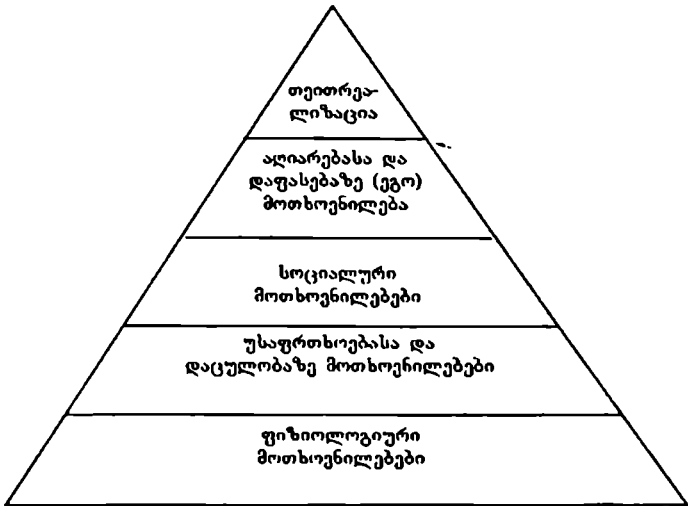 თვითრეა-
ლიზაცია
აღიარებასა და
დაფასებაზე (ეგო)
მოთხოვნილება
სოციალური
მოთხოვნილებები
უსაფრთხოებასა და
დაცულობაზე მოთხოვნილებები
ფიზიოლოგიური
მოთხოვნილებები